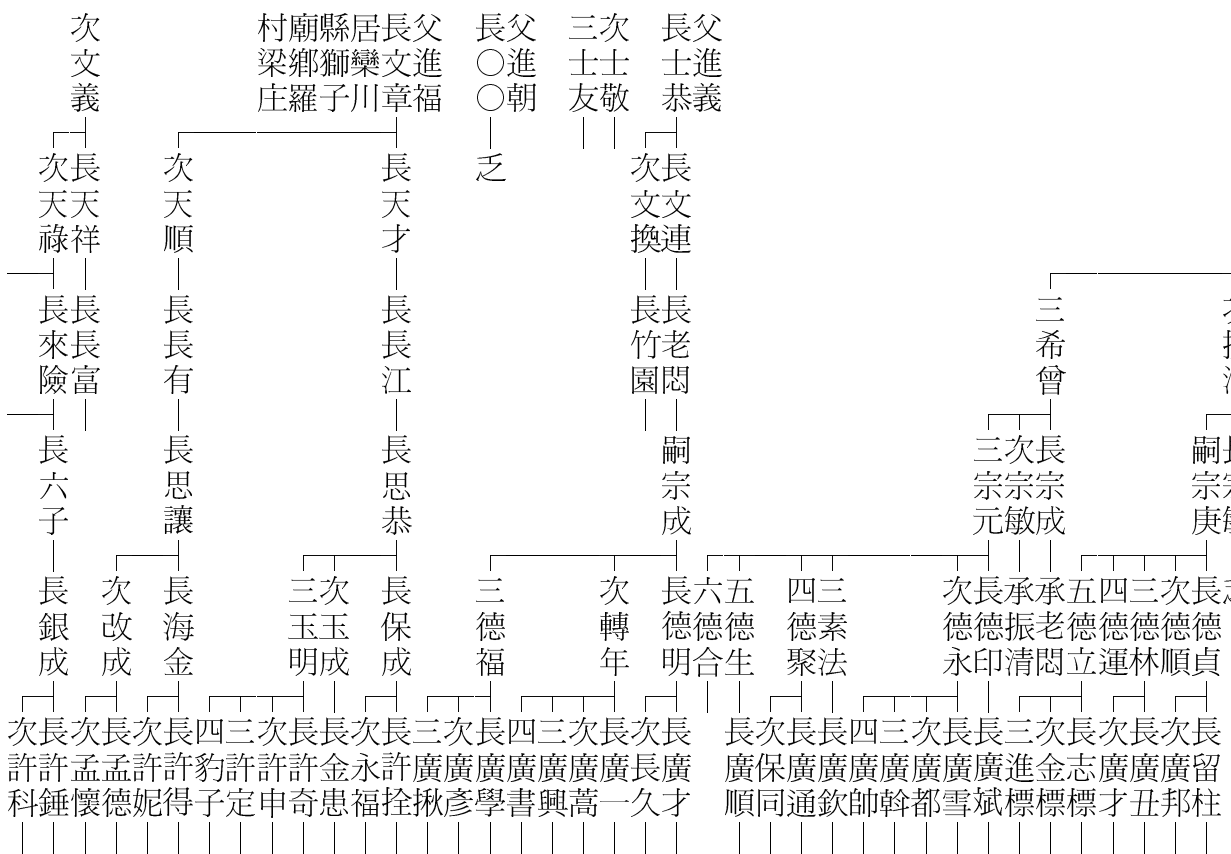 父進義
長士恭
次士敬
三士友
父進朝
長〇〇
父進福
長文章
居欒川
縣獅子
廟鄉羅
村梁庄
次文義
長文連
次文換
乏
長天才
次天順
長天祥
次天祿
三希曾
長老悶
長竹園
長長江
長長有
長長富
長來險
嗣宗庚
長宗成
次宗敏
三宗元
嗣宗成
長思恭
長思讓
長六子
長德貞
次德順
三德林
四德運
五德立
承老悶
承振清
長德印
次德永
三素法
四德聚
五德生
六德合
長德明
次轉年
三德福
長保成
次玉成
三玉明
長海金
次改成
長銀成
長留柱
次廣邦
長廣丑
次廣才
長志標
次金標
三進標
長廣斌
長廣雪
次廣都
三廣斡
四廣帥
長廣欽
長廣通
次保同
長廣順
長廣才
次長久
長廣一
次廣蒿
三廣興
四廣書
長廣學
次廣彥
三廣揪
長許拴
次永福
長金患
長許奇
次許申
三許定
四豹子
長許得
次許妮
長孟德
次孟懷
長許錘
次許科